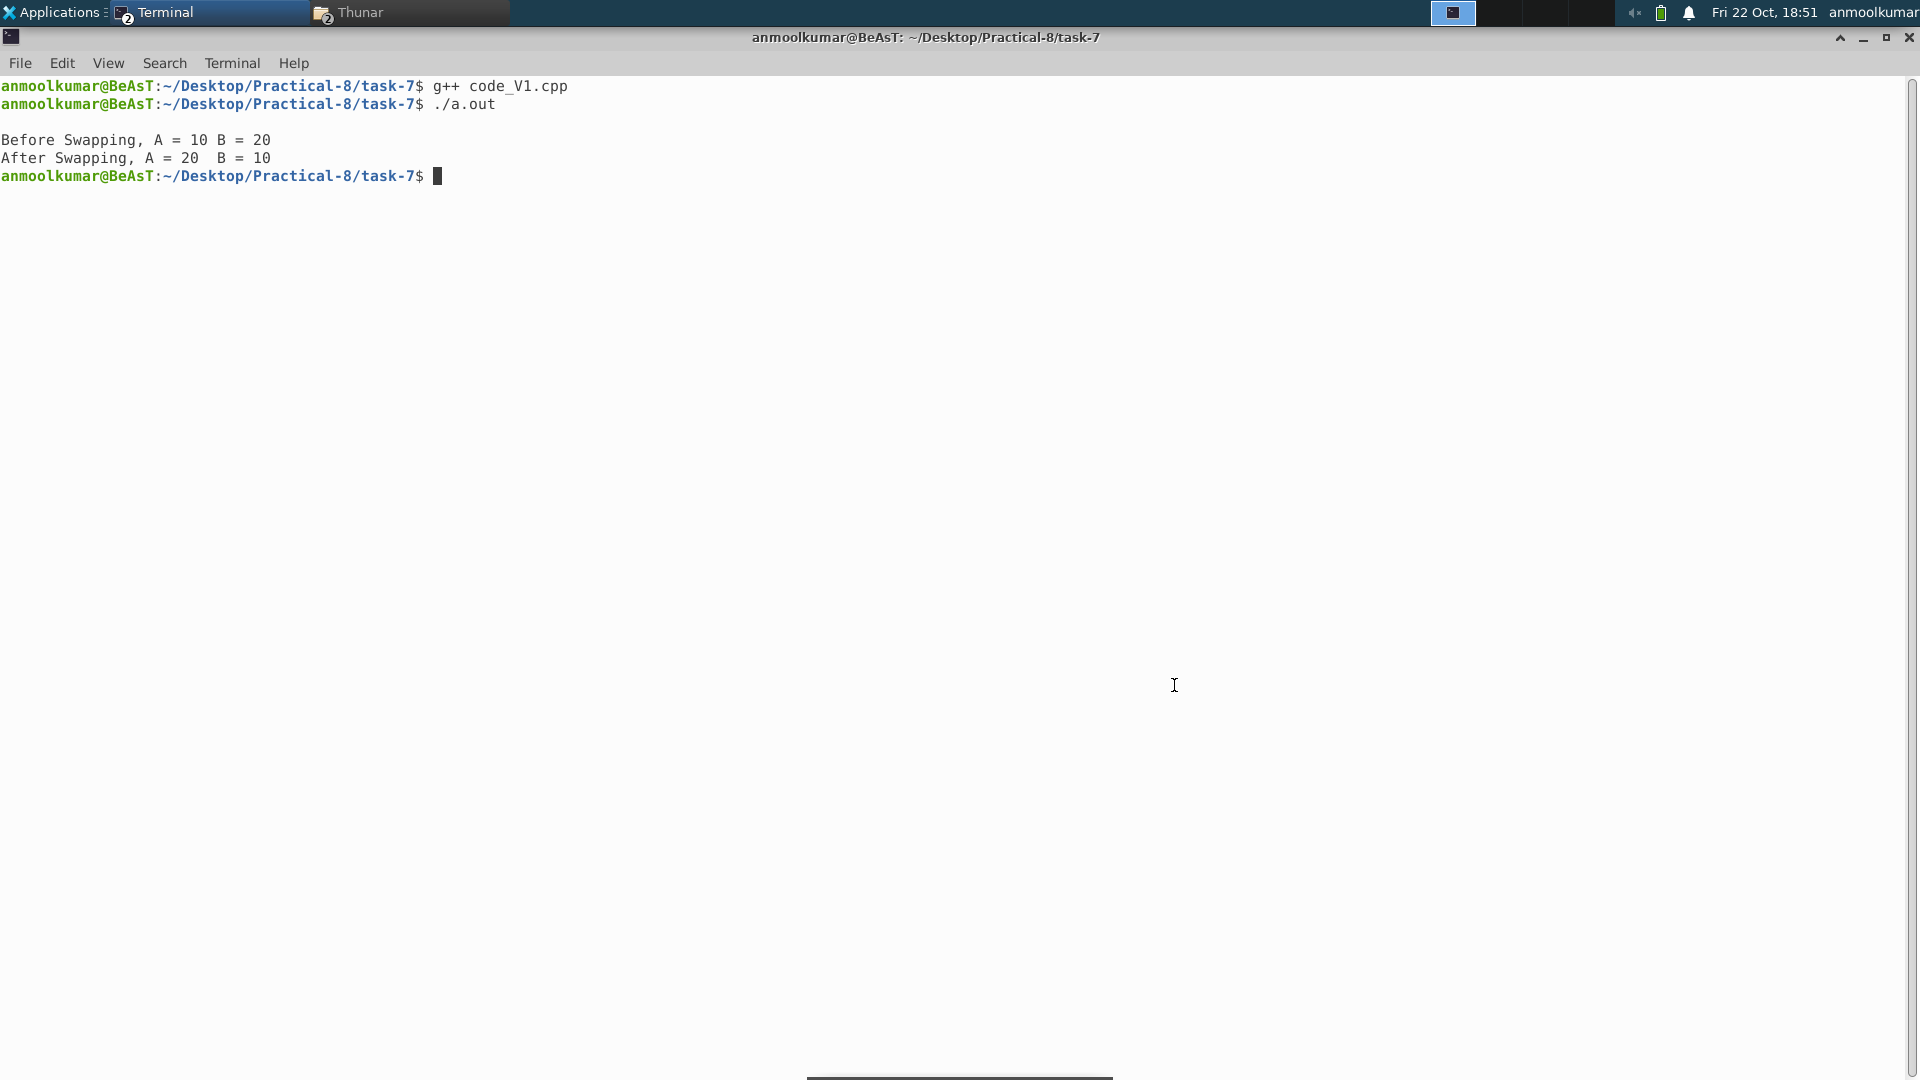 Applications 2 Terminal 2 Thunar Fri 22 Oct, 18:51 anmoolkumar
anmoolkumar@BeAsT: ~/Desktop/Practical-8/task-7
File Edit View Search Terminal Help
anmoolkumar@BeAsT:~/Desktop/Practical-8/task-7$ g++ code_V1.cpp
anmoolkumar@BeAsT:~/Desktop/Practical-8/task-7$ ./a.out
Before Swapping, A = 10 B = 20
After Swapping, A = 20  B = 10
anmoolkumar@BeAsT:~/Desktop/Practical-8/task-7$